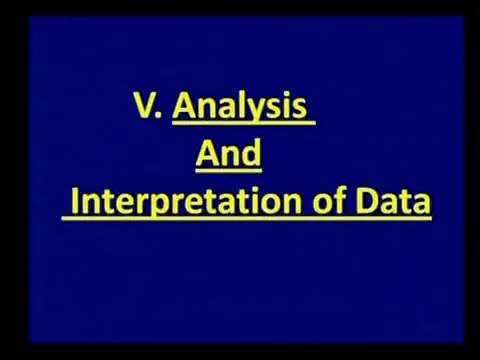 V. Analysis
And
Interpretation of Data